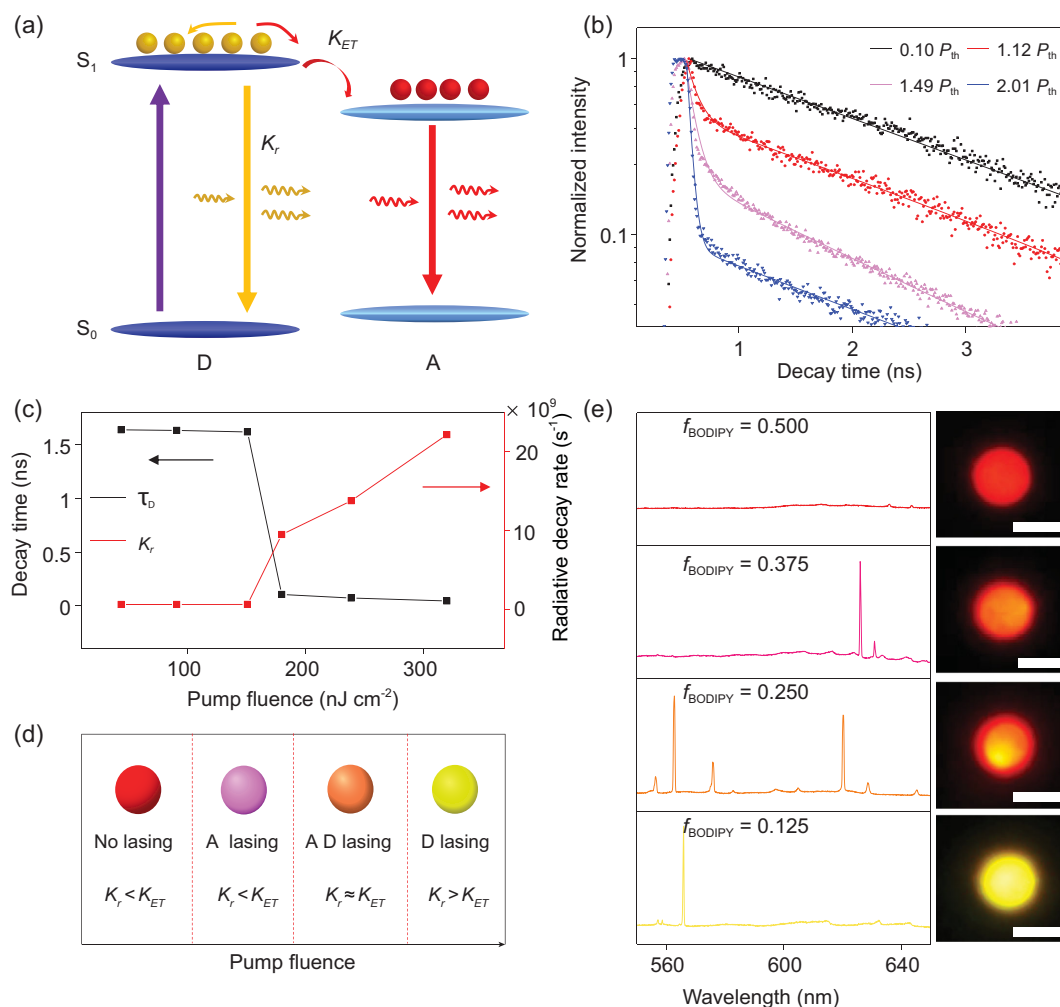 (a)
S1
S0
KET
Kr
D
A
(b)
Normalized intensity
1
0.1
0.10 Pth
1.12 Pth
1.49 Pth
2.01 Pth
1
2
3
Decay time (ns)
(c)
Decay time (ns)
1.5
1
0.5
0
τD
Kr
× 10⁹
20
10
0
Radiative decay rate (s⁻¹)
100
200
300
Pump fluence (nJ cm⁻²)
(d)
No lasing
A lasing
A D lasing
D lasing
Kr < KET
Kr < KET
Kr ≈ KET
Kr > KET
Pump fluence
(e)
fBODIPY = 0.500
fBODIPY = 0.375
fBODIPY = 0.250
fBODIPY = 0.125
560
600
640
Wavelength (nm)